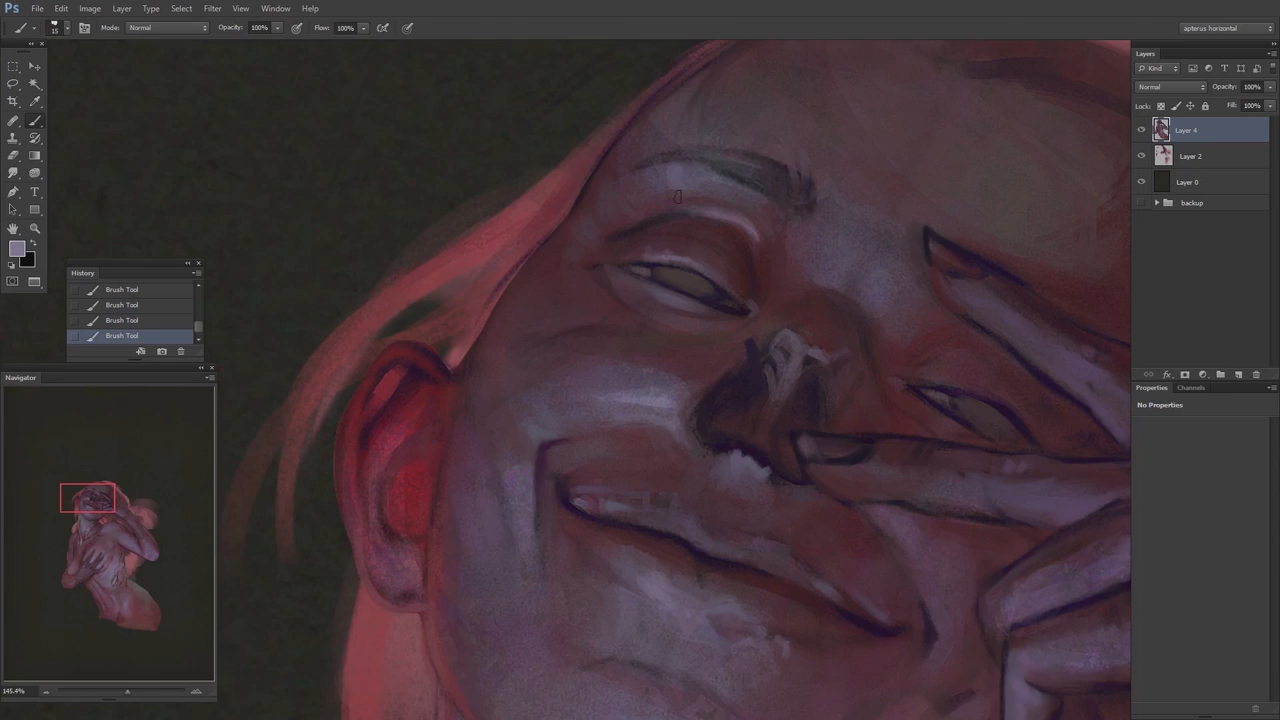 Ps File Edit Image Layer Type Select Filter Edit View Window Help
15 Mode: Normal Opacity: 100% Flow: 100% apterus horizontal
Layers
Kind
Normal Opacity: 100%
Lock: Fill: 100%
Layer 4
Layer 2
Layer 0
backup
History
Brush Tool
Brush Tool
Brush Tool
Brush Tool
Navigator
145.4%
Properties Channels
No Properties